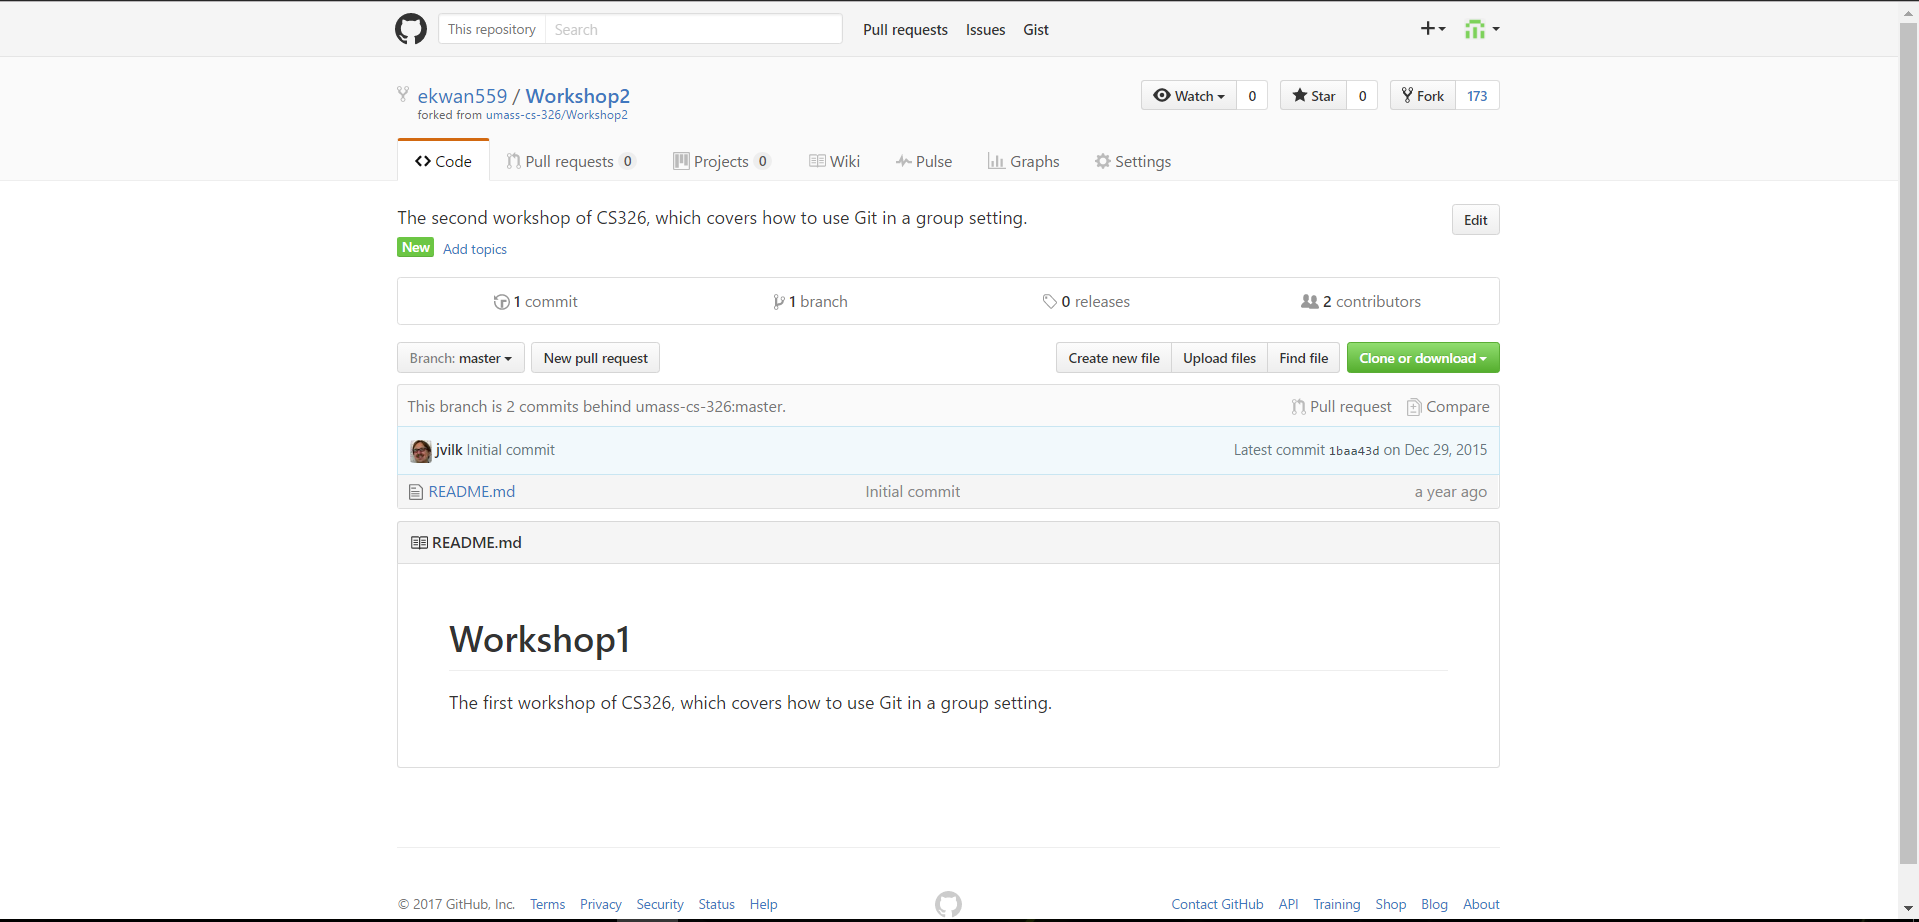 This repository Search Pull requests Issues Gist
ekwan559 / Workshop2 Watch 0 Star 0 Fork 173
forked from umass-cs-326/Workshop2
Code Pull requests 0 Projects 0 Wiki Pulse Graphs Settings
The second workshop of CS326, which covers how to use Git in a group setting. Edit
New Add topics
1 commit 1 branch 0 releases 2 contributors
Branch: master New pull request Create new file Upload files Find file Clone or download
This branch is 2 commits behind umass-cs-326:master. Pull request Compare
jvilk Initial commit Latest commit 1baa43d on Dec 29, 2015
README.md Initial commit a year ago
README.md
Workshop1
The first workshop of CS326, which covers how to use Git in a group setting.
© 2017 GitHub, Inc. Terms Privacy Security Status Help Contact GitHub API Training Shop Blog About